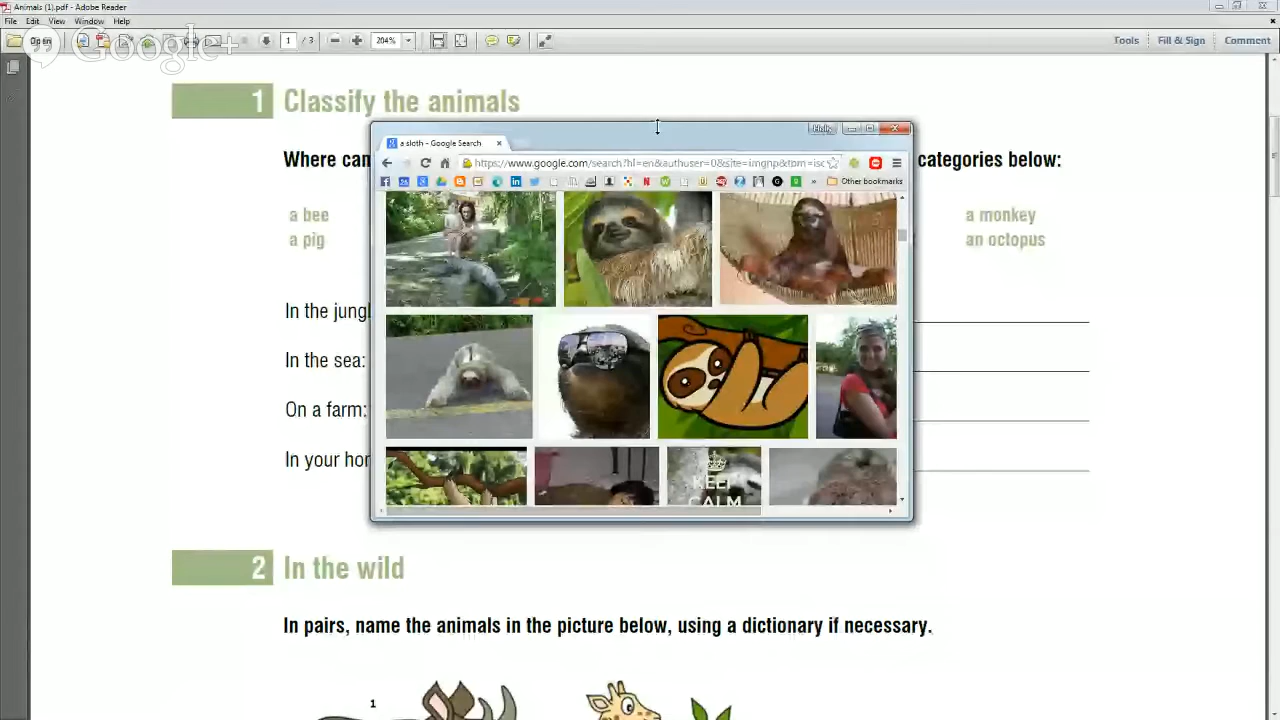 Animals (1).pdf - Adobe Reader
File Edit View Window Help
Open 1 / 3 204% Tools Fill & Sign Comment
Google+
1 Classify the animals
Where can categories below:
a bee
a pig
a monkey
an octopus
In the jungl
In the sea:
On a farm:
In your hor
Holly
a sloth - Google Search
https://www.google.com/search?hl=en&authuser=0&site=imgnp&tbm=isc
Other bookmarks
KEEP
CALM
2 In the wild
In pairs, name the animals in the picture below, using a dictionary if necessary.
1